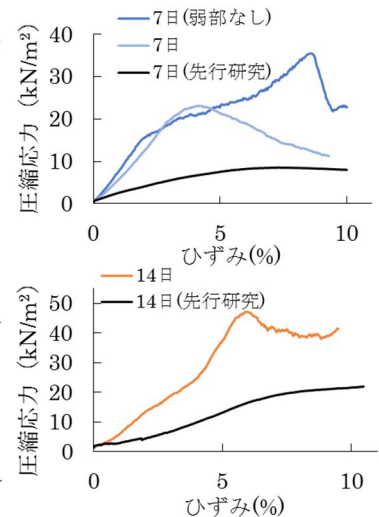 7日(弱部なし)
7日
7日(先行研究)
圧縮応力 (kN/m²)
40
30
20
10
0
0 5 10
ひずみ(%)
14日
14日(先行研究)
圧縮応力 (kN/m²)
50
40
30
20
10
0
0 5 10
ひずみ(%)